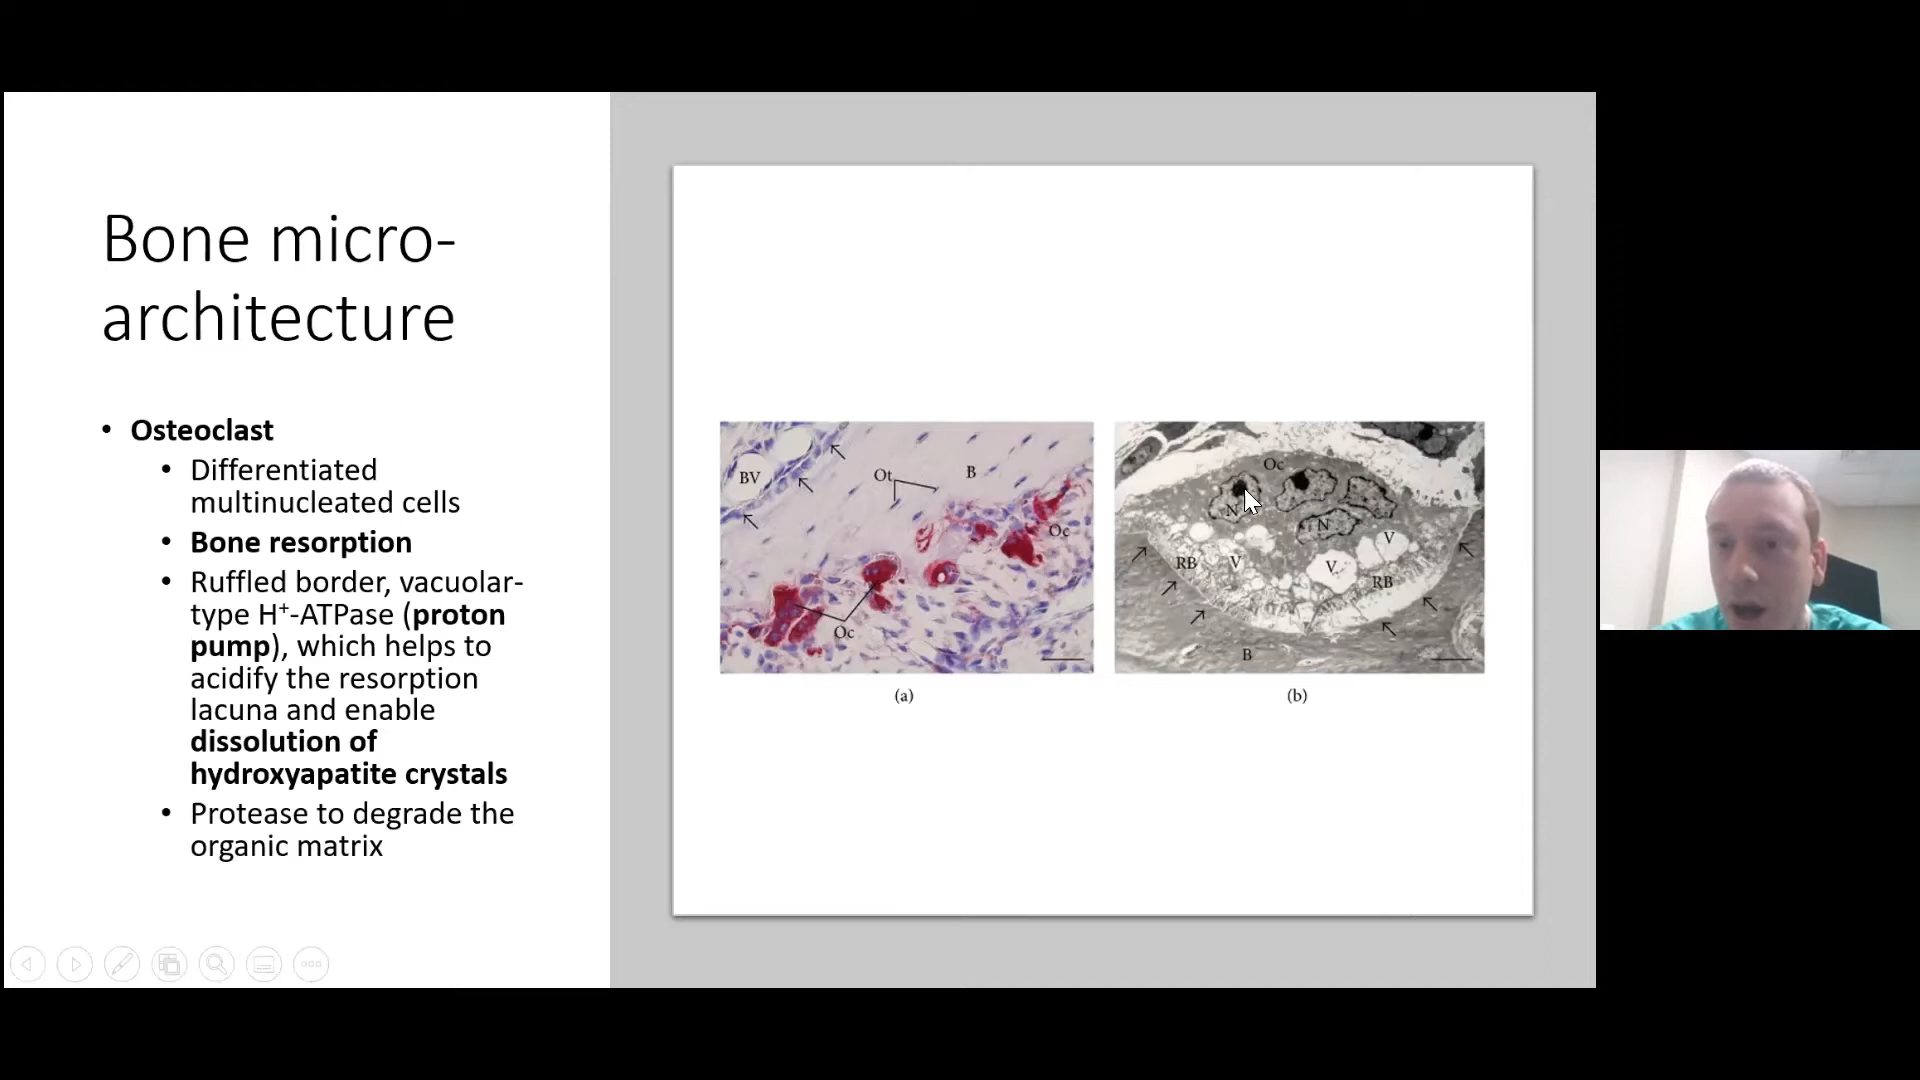 Bone micro-
architecture
• Osteoclast
• Differentiated
multinucleated cells
• Bone resorption
• Ruffled border, vacuolar-
type H⁺-ATPase (proton
pump), which helps to
acidify the resorption
lacuna and enable
dissolution of
hydroxyapatite crystals
• Protease to degrade the
organic matrix
BV
Ot
B
Oc
Oc
(a)
Oc
N
N
V
V
V
RB
RB
B
(b)